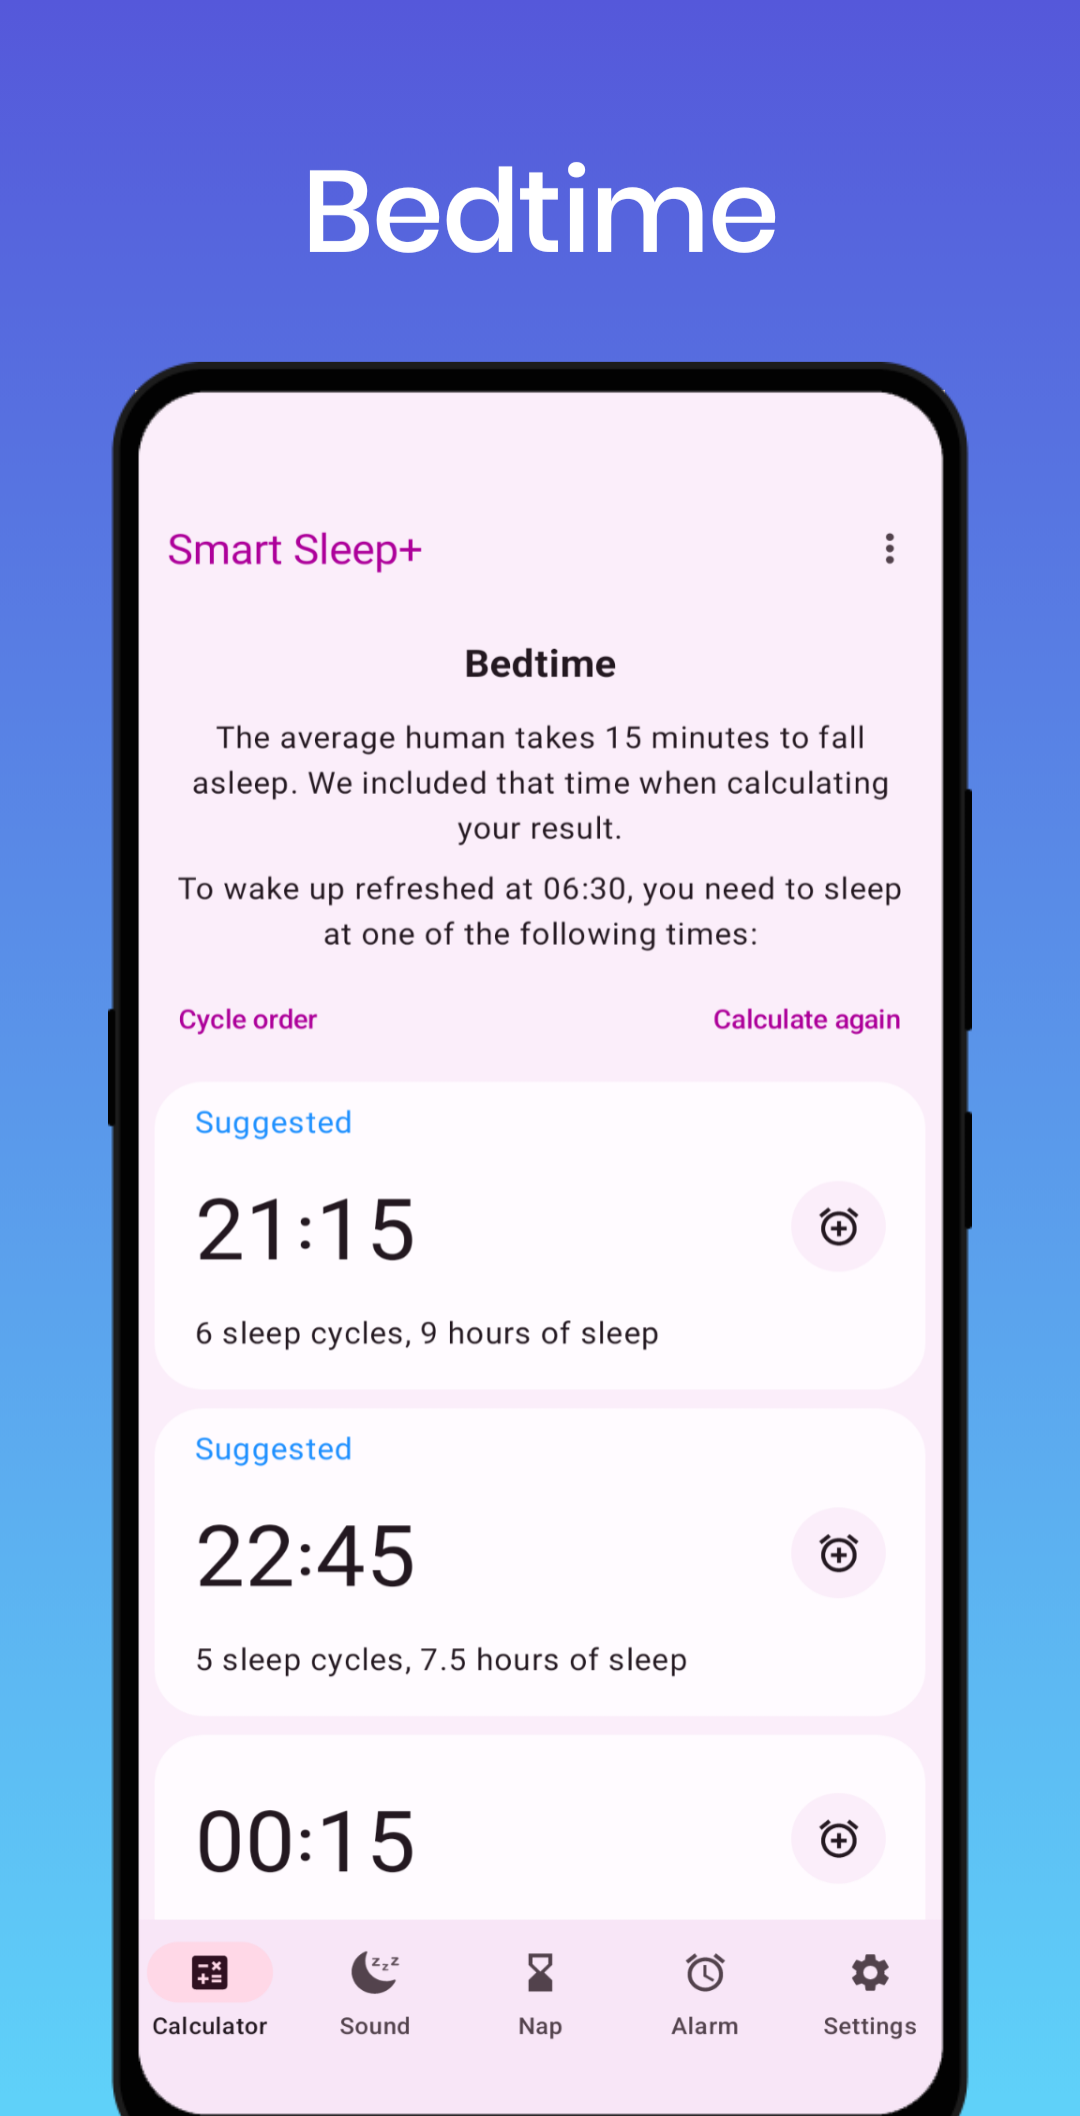 Bedtime
Smart Sleep+
Bedtime
The average human takes 15 minutes to fall
asleep. We included that time when calculating
your result.
To wake up refreshed at 06:30, you need to sleep
at one of the following times:
Cycle order
Calculate again
Suggested
21:15
6 sleep cycles, 9 hours of sleep
Suggested
22:45
5 sleep cycles, 7.5 hours of sleep
00:15
Calculator
Sound
Nap
Alarm
Settings